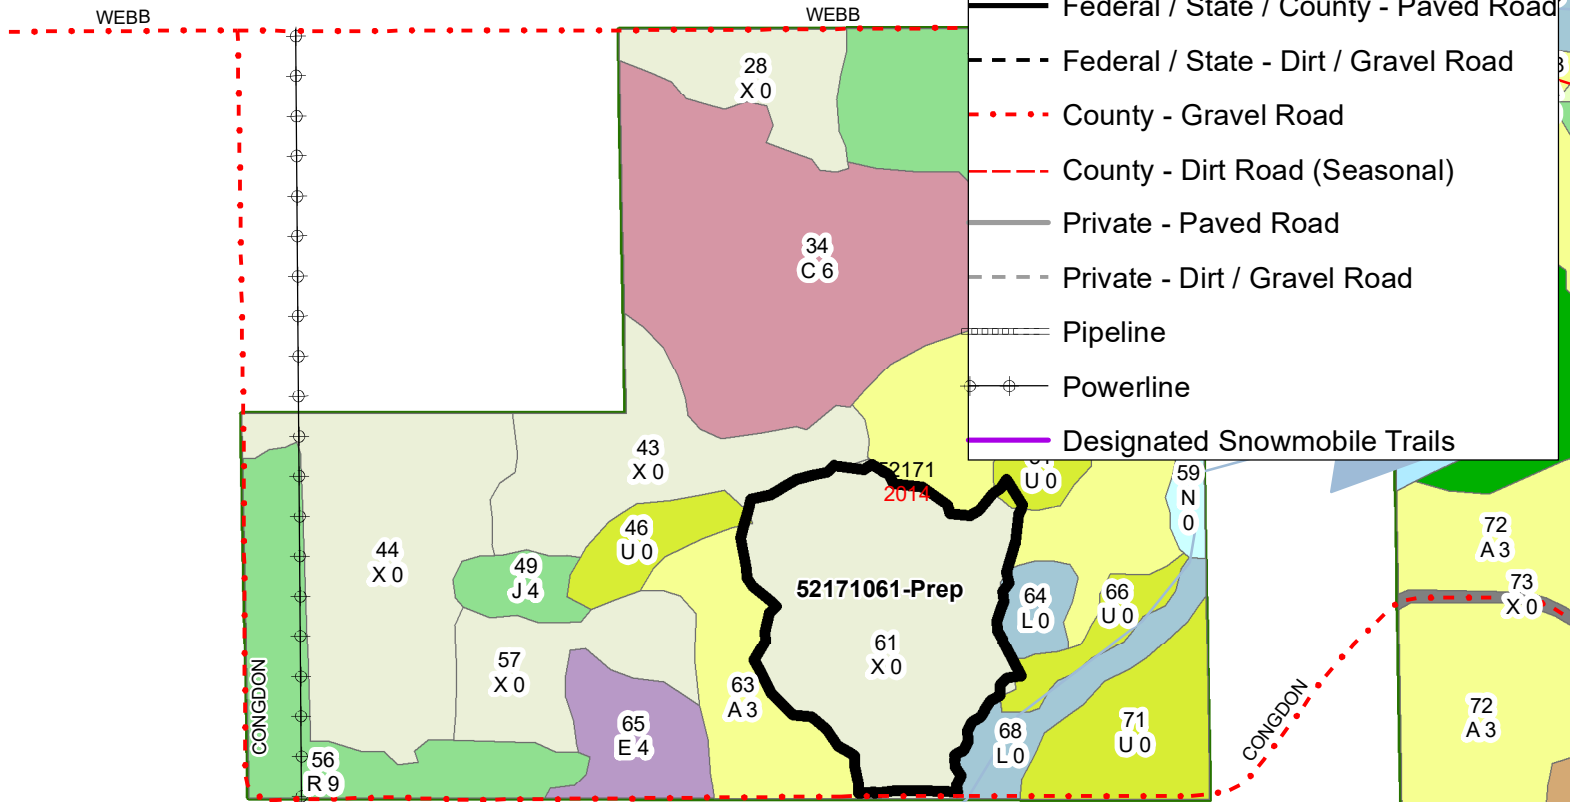 WEBB
WEBB
Federal / State / County - Paved Road
Federal / State - Dirt / Gravel Road
County - Gravel Road
County - Dirt Road (Seasonal)
Private - Paved Road
Private - Dirt / Gravel Road
Pipeline
Powerline
Designated Snowmobile Trails
28
X 0
34
C 6
43
X 0
52171
2014
U 0
59
N
0
46
U 0
44
X 0
49
J 4
52171061-Prep
64
L 0
66
U 0
61
X 0
57
X 0
63
A 3
65
E 4
68
L 0
71
U 0
56
R 9
CONGDON
CONGDON
72
A 3
73
X 0
72
A 3